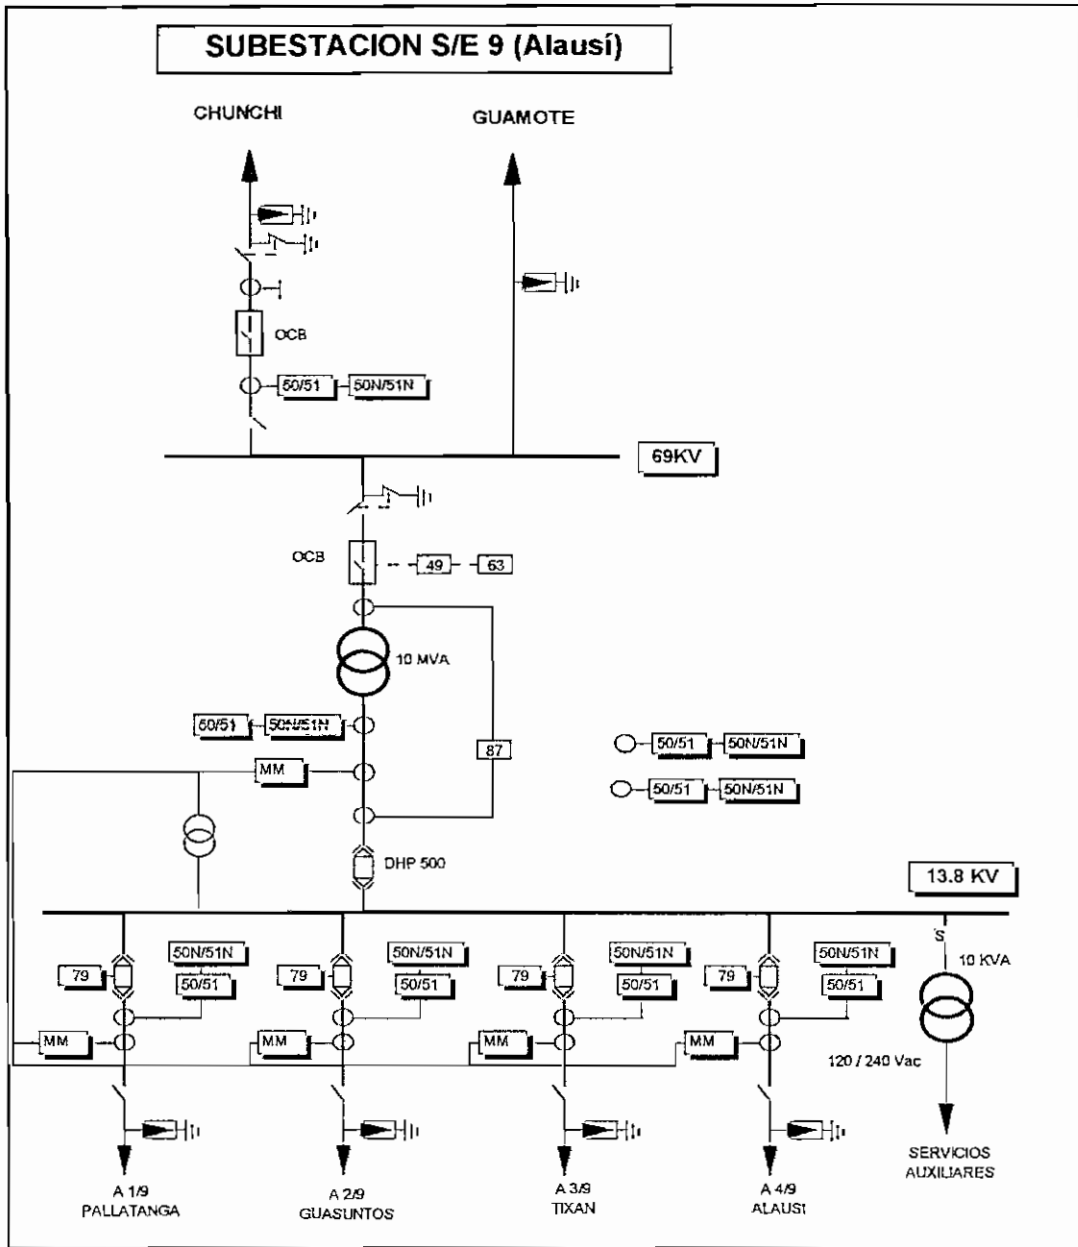 SUBESTACION S/E 9 (Alausí)
CHUNCHI
GUAMOTE
OCB
50/51 50N/51N
69KV
OCB
49 63
10 MVA
50/51 50N/51N
87
50/51 50N/51N
MM
50/51 50N/51N
DHP 500
13.8 KV
S
79 50N/51N 50/51
79 50N/51N 50/51
79 50N/51N 50/51
79 50N/51N 50/51
10 KVA
MM MM MM MM
120 / 240 Vac
A 1/9
PALLATANGA
A 2/9
GUASUNTOS
A 3/9
TIXAN
A 4/9
ALAUSI
SERVICIOS
AUXILIARES